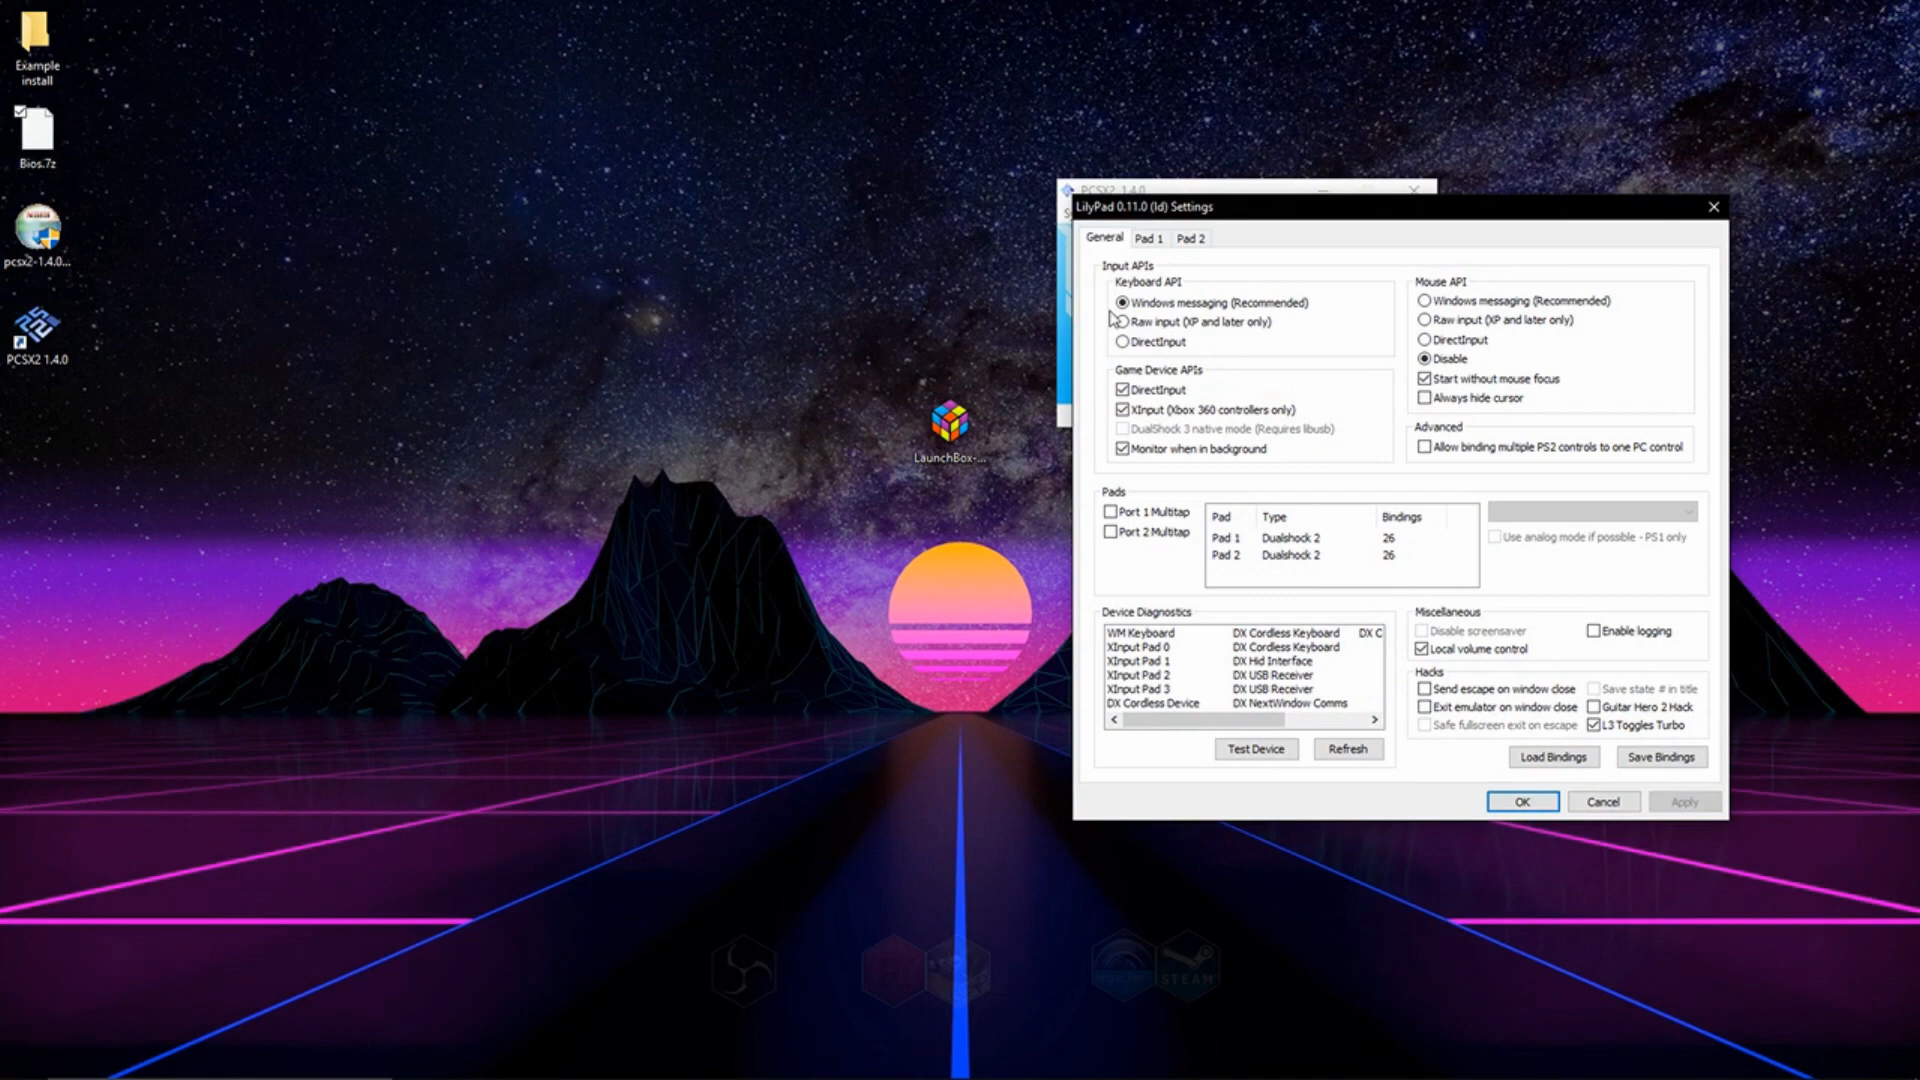 Example
install
Bios.7z
pcsx2-1.4.0...
PCSX2 1.4.0
LaunchBox-...
PCSX2 1.4.0
LilyPad 0.11.0 (ld) Settings
General
Pad 1
Pad 2
Input APIs
Keyboard API
Windows messaging (Recommended)
Raw input (XP and later only)
DirectInput
Game Device APIs
DirectInput
XInput (Xbox 360 controllers only)
DualShock 3 native mode (Requires libusb)
Monitor when in background
Mouse API
Windows messaging (Recommended)
Raw input (XP and later only)
DirectInput
Disable
Start without mouse focus
Always hide cursor
Advanced
Allow binding multiple PS2 controls to one PC control
Pads
Port 1 Multitap
Port 2 Multitap
Pad Type Bindings
Pad 1 Dualshock 2 26
Pad 2 Dualshock 2 26
Use analog mode if possible - PS1 only
Device Diagnostics
WM Keyboard DX Cordless Keyboard DX C
XInput Pad 0 DX Cordless Keyboard
XInput Pad 1 DX Hid Interface
XInput Pad 2 DX USB Receiver
XInput Pad 3 DX USB Receiver
DX Cordless Device DX NextWindow Comms
Test Device
Refresh
Miscellaneous
Disable screensaver
Enable logging
Local volume control
Hacks
Send escape on window close
Save state # in title
Exit emulator on window close
Guitar Hero 2 Hack
Safe fullscreen exit on escape
L3 Toggles Turbo
Load Bindings
Save Bindings
OK
Cancel
Apply
STEAM